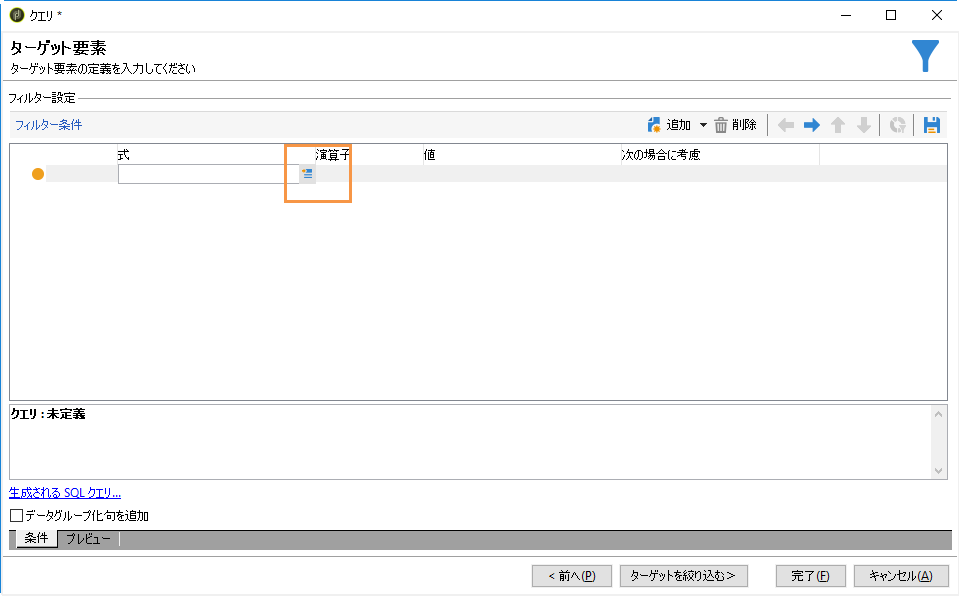 クエリ *
ターゲット要素
ターゲット要素の定義を入力してください
フィルター設定
フィルター条件 追加 削除
式 演算子 値 次の場合に考慮
クエリ : 未定義
生成される SQL クエリ...
データグループ化句を追加
条件 プレビュー
< 前へ(P) ターゲットを絞り込む > 完了(F) キャンセル(A)